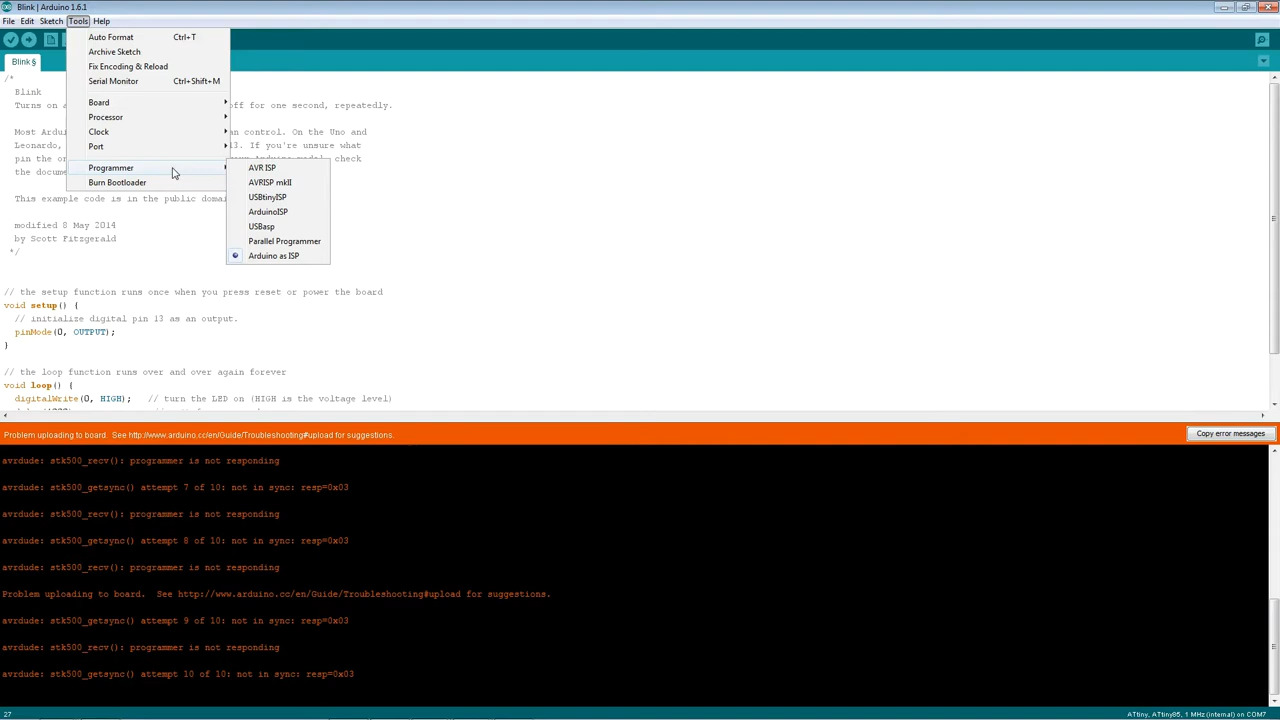 Blink | Arduino 1.6.1
File Edit Sketch Tools Help
Auto Format Ctrl+T
Archive Sketch
Fix Encoding & Reload
Serial Monitor Ctrl+Shift+M
Board
Processor
Clock
Port
Programmer
Burn Bootloader
AVR ISP
AVRISP mkII
USBtinyISP
ArduinoISP
USBasp
Parallel Programmer
Arduino as ISP
Blink §
/*
Blink
Turns on a off for one second, repeatedly.
Most Ardui an control. On the Uno and
Leonardo, 13. If you're unsure what
pin the on check
the docume
This example code is in the public domai
modified 8 May 2014
by Scott Fitzgerald
*/
// the setup function runs once when you press reset or power the board
void setup() {
// initialize digital pin 13 as an output.
pinMode(0, OUTPUT);
}
// the loop function runs over and over again forever
void loop() {
digitalWrite(0, HIGH); // turn the LED on (HIGH is the voltage level)
Problem uploading to board. See http://www.arduino.cc/en/Guide/Troubleshooting#upload for suggestions.
Copy error messages
avrdude: stk500_recv(): programmer is not responding
avrdude: stk500_getsync() attempt 7 of 10: not in sync: resp=0x03
avrdude: stk500_recv(): programmer is not responding
avrdude: stk500_getsync() attempt 8 of 10: not in sync: resp=0x03
avrdude: stk500_recv(): programmer is not responding
Problem uploading to board. See http://www.arduino.cc/en/Guide/Troubleshooting#upload for suggestions.
avrdude: stk500_getsync() attempt 9 of 10: not in sync: resp=0x03
avrdude: stk500_recv(): programmer is not responding
avrdude: stk500_getsync() attempt 10 of 10: not in sync: resp=0x03
27
ATtiny, ATtiny85, 1 MHz (internal) on COM7